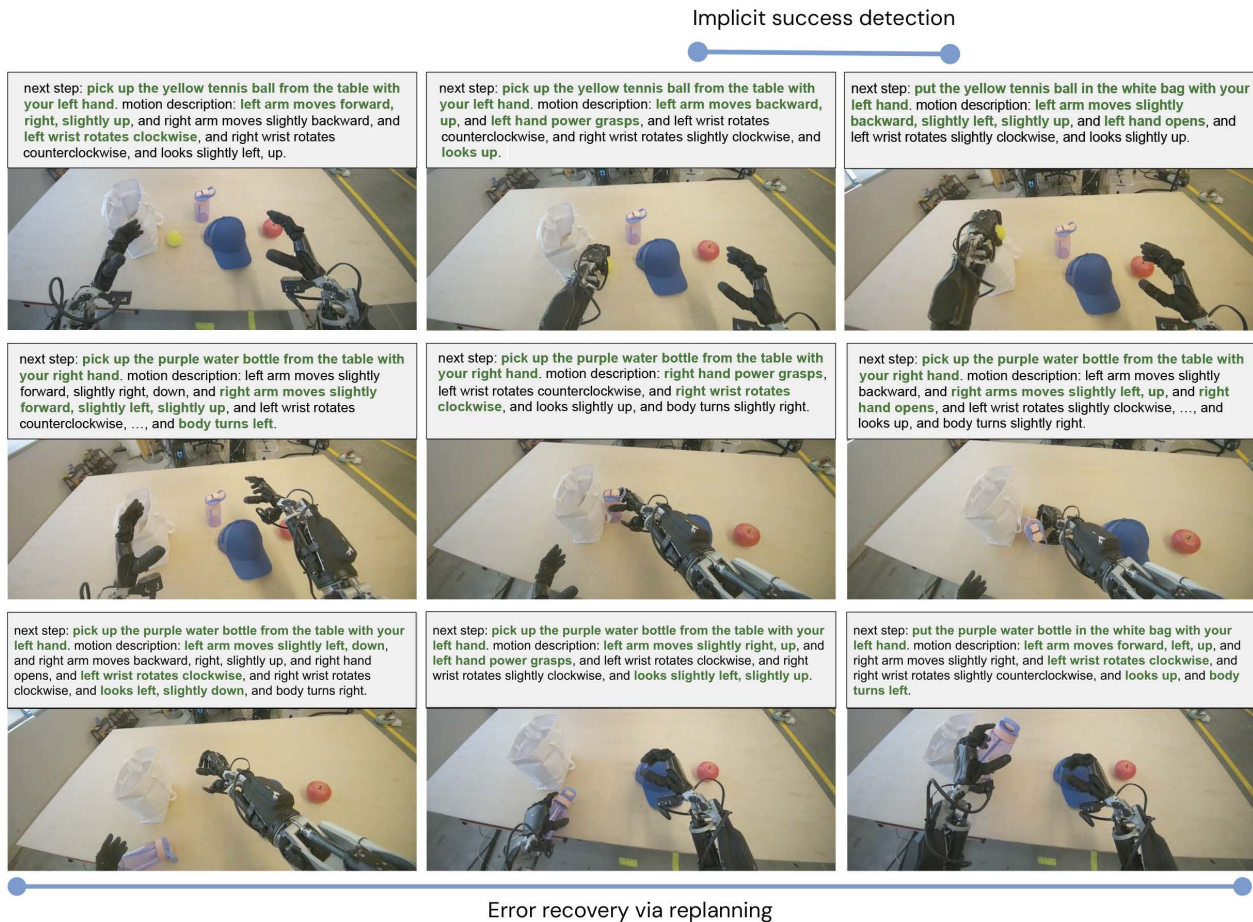 Implicit success detection
next step: pick up the yellow tennis ball from the table with
your left hand. motion description: left arm moves forward,
right, slightly up, and right arm moves slightly backward, and
left wrist rotates clockwise, and right wrist rotates
counterclockwise, and looks slightly left, up.
next step: pick up the yellow tennis ball from the table with
your left hand. motion description: left arm moves backward,
up, and left hand power grasps, and left wrist rotates
counterclockwise, and right wrist rotates slightly clockwise, and
looks up.
next step: put the yellow tennis ball in the white bag with your
left hand. motion description: left arm moves slightly
backward, slightly left, slightly up, and left hand opens, and
left wrist rotates slightly clockwise, and looks slightly up.
next step: pick up the purple water bottle from the table with
your right hand. motion description: left arm moves slightly
forward, slightly right, down, and right arm moves slightly
forward, slightly left, slightly up, and left wrist rotates
counterclockwise, ..., and body turns left.
next step: pick up the purple water bottle from the table with
your right hand. motion description: right hand power grasps,
left wrist rotates counterclockwise, and right wrist rotates
clockwise, and looks slightly up, and body turns slightly right.
next step: pick up the purple water bottle from the table with
your right hand. motion description: left arm moves slightly
backward, and right arms moves slightly left, up, and right
hand opens, and left wrist rotates slightly clockwise, ..., and
looks up, and body turns slightly right.
next step: pick up the purple water bottle from the table with your
left hand. motion description: left arm moves slightly left, down,
and right arm moves backward, right, slightly up, and right hand
opens, and left wrist rotates clockwise, and right wrist rotates
clockwise, and looks left, slightly down, and body turns right.
next step: pick up the purple water bottle from the table with your
left hand. motion description: left arm moves slightly right, up, and
left hand power grasps, and left wrist rotates clockwise, and right
wrist rotates slightly clockwise, and looks slightly left, slightly up.
next step: put the purple water bottle in the white bag with your
left hand. motion description: left arm moves forward, left, up, and
right arm moves slightly right, and left wrist rotates clockwise, and
right wrist rotates slightly counterclockwise, and looks up, and body
turns left.
Error recovery via replanning